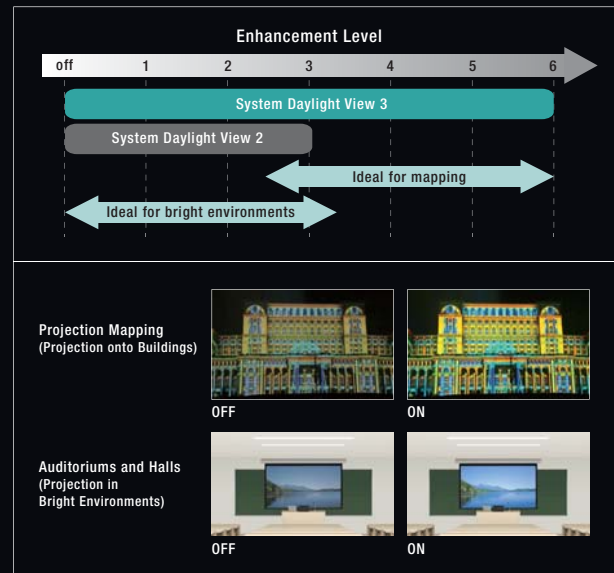 Enhancement Level
off 1 2 3 4 5 6
System Daylight View 3
System Daylight View 2
Ideal for mapping
Ideal for bright environments
Projection Mapping
(Projection onto Buildings)
OFF ON
Auditoriums and Halls
(Projection in
Bright Environments)
OFF ON